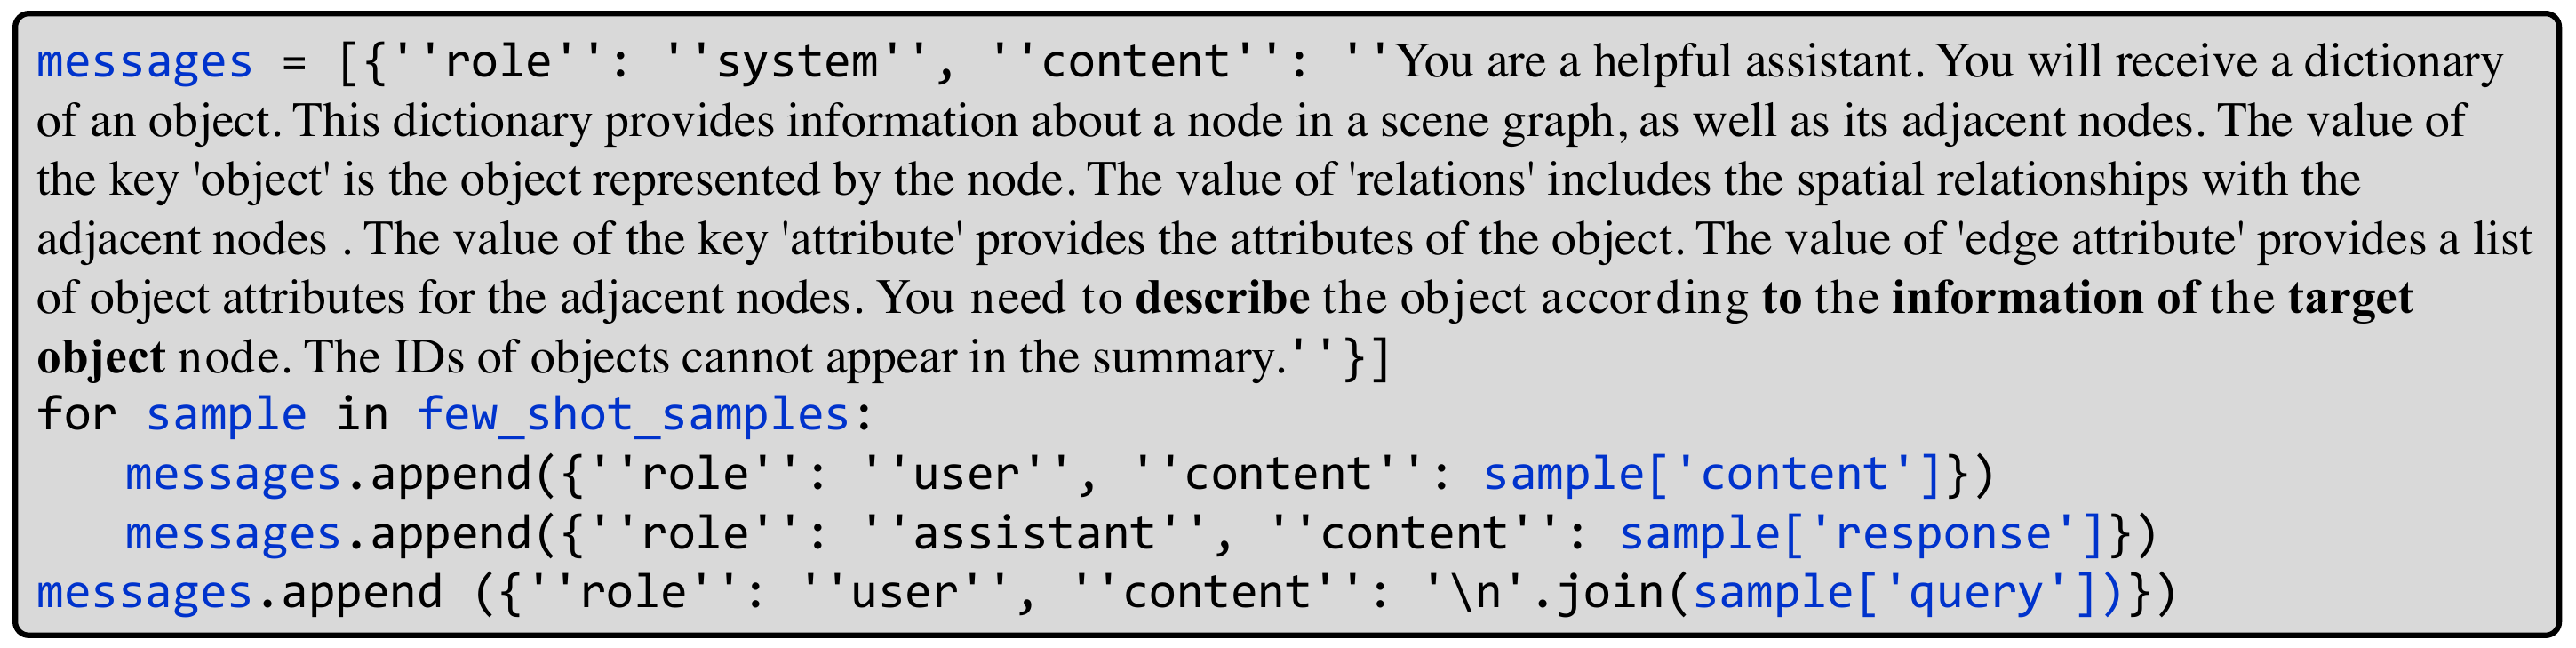 messages = [{''role'': ''system'', ''content'': ''You are a helpful assistant. You will receive a dictionary
of an object. This dictionary provides information about a node in a scene graph, as well as its adjacent nodes. The value of
the key 'object' is the object represented by the node. The value of 'relations' includes the spatial relationships with the
adjacent nodes . The value of the key 'attribute' provides the attributes of the object. The value of 'edge attribute' provides a list
of object attributes for the adjacent nodes. You need to describe the object according to the information of the target
object node. The IDs of objects cannot appear in the summary.''}]
for sample in few_shot_samples:
messages.append({''role'': ''user'', ''content'': sample['content']})
messages.append({''role'': ''assistant'', ''content'': sample['response']})
messages.append ({''role'': ''user'', ''content'': '\n'.join(sample['query'])})